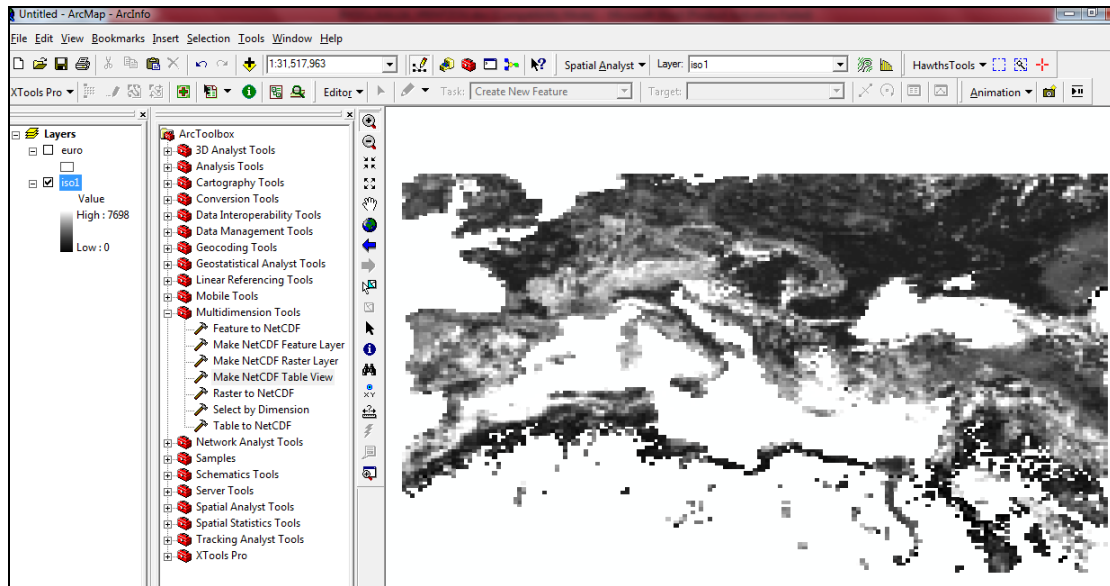 Untitled - ArcMap - ArcInfo
File Edit View Bookmarks Insert Selection Tools Window Help
1:31,517,963 Spatial Analyst Layer: iso1 HawthsTools
XTools Pro Editor Task: Create New Feature Target: Animation
Layers
euro
iso1
Value
High : 7698
Low : 0
ArcToolbox
3D Analyst Tools
Analysis Tools
Cartography Tools
Conversion Tools
Data Interoperability Tools
Data Management Tools
Geocoding Tools
Geostatistical Analyst Tools
Linear Referencing Tools
Mobile Tools
Multidimension Tools
Feature to NetCDF
Make NetCDF Feature Layer
Make NetCDF Raster Layer
Make NetCDF Table View
Raster to NetCDF
Select by Dimension
Table to NetCDF
Network Analyst Tools
Samples
Schematics Tools
Server Tools
Spatial Analyst Tools
Spatial Statistics Tools
Tracking Analyst Tools
XTools Pro
XY